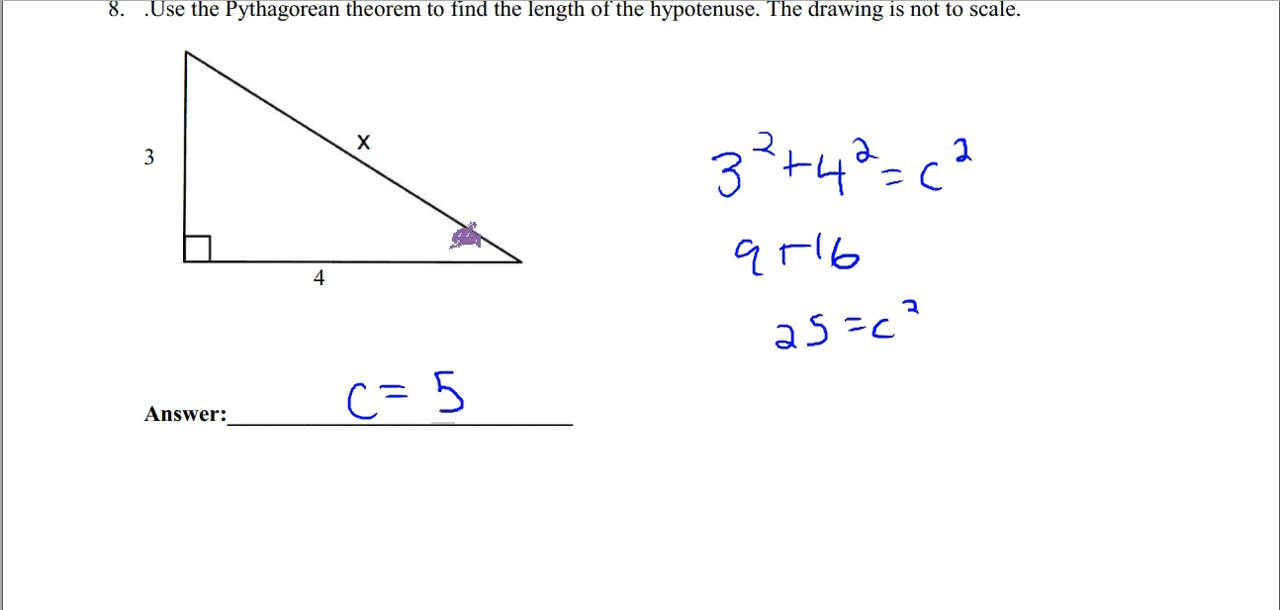 8. .Use the Pythagorean theorem to find the length of the hypotenuse. The drawing is not to scale.
x
3
4
3²+4²=c²
9+16
25=c²
c=5
Answer: